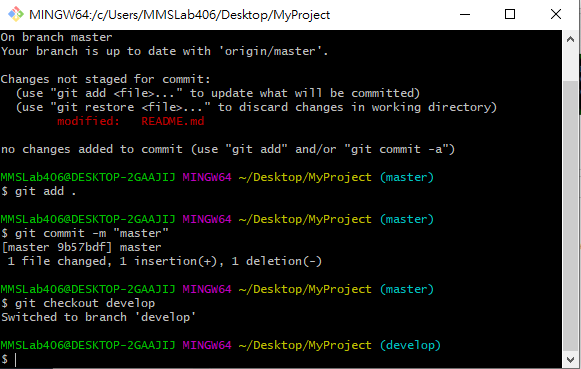 MINGW64:/c/Users/MMSLab406/Desktop/MyProject
On branch master
Your branch is up to date with 'origin/master'.
Changes not staged for commit:
(use "git add <file>..." to update what will be committed)
(use "git restore <file>..." to discard changes in working directory)
modified: README.md
no changes added to commit (use "git add" and/or "git commit -a")
MMSLab406@DESKTOP-2GAAJIJ MINGW64 ~/Desktop/MyProject (master)
$ git add .
MMSLab406@DESKTOP-2GAAJIJ MINGW64 ~/Desktop/MyProject (master)
$ git commit -m "master"
[master 9b57bdf] master
1 file changed, 1 insertion(+), 1 deletion(-)
MMSLab406@DESKTOP-2GAAJIJ MINGW64 ~/Desktop/MyProject (master)
$ git checkout develop
Switched to branch 'develop'
MMSLab406@DESKTOP-2GAAJIJ MINGW64 ~/Desktop/MyProject (develop)
$